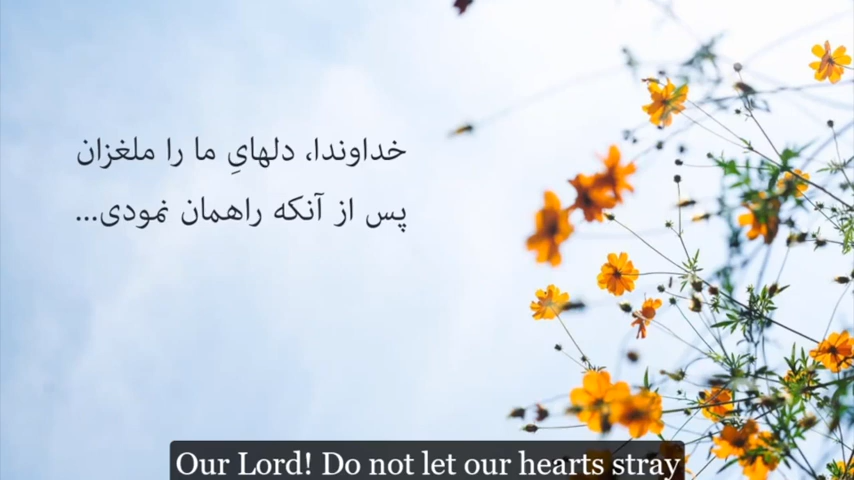 خداوندا، دلهایِ ما را ملغزان
پس از آنکه راهمان نمودی...
Our Lord! Do not let our hearts stray